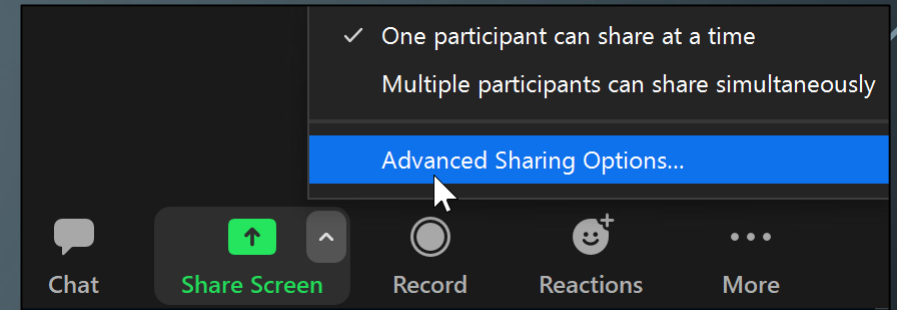 One participant can share at a time
Multiple participants can share simultaneously
Advanced Sharing Options...
Chat
Share Screen
Record
Reactions
More